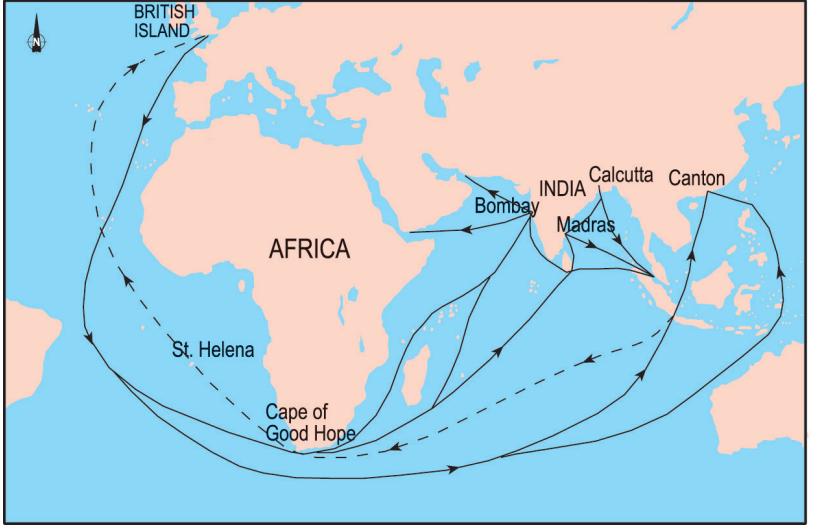 BRITISH
ISLAND
N
Calcutta
Canton
INDIA
Bombay
Madras
AFRICA
St. Helena
Cape of
Good Hope